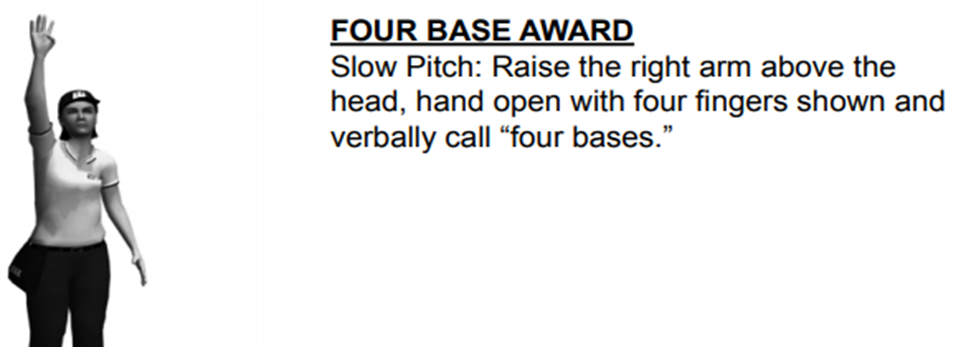 FOUR BASE AWARD
Slow Pitch: Raise the right arm above the
head, hand open with four fingers shown and
verbally call “four bases.”